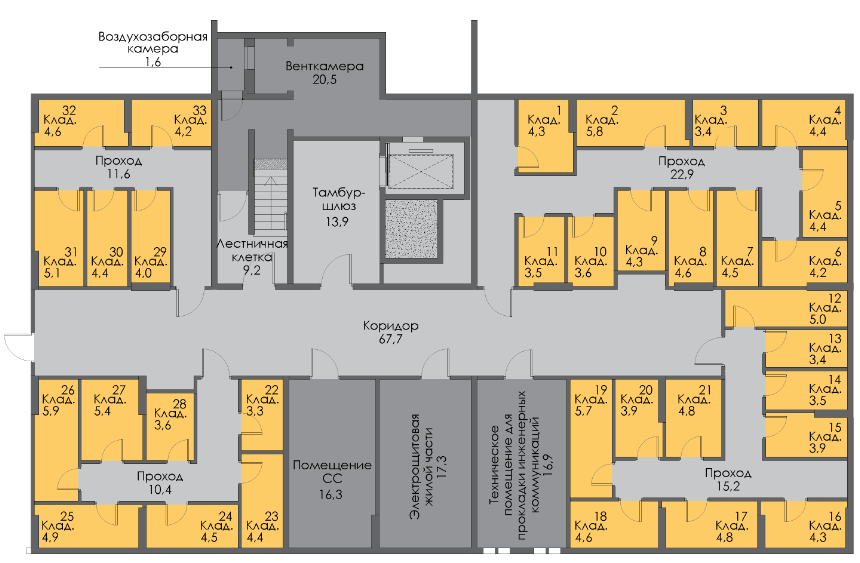 Воздухозаборная
камера
1,6
Венткамера
20,5
32
Клад.
4,6
33
Клад.
4,2
1
Клад.
4,3
2
Клад.
5,8
3
Клад.
3,4
4
Клад.
4,4
Проход
11,6
Проход
22,9
Тамбур-
шлюз
13,9
5
Клад.
4,4
31
Клад.
5,1
30
Клад.
4,4
29
Клад.
4,0
Лестничная
клетка
9,2
11
Клад.
3,5
10
Клад.
3,6
9
Клад.
4,3
8
Клад.
4,6
7
Клад.
4,5
6
Клад.
4,2
Коридор
67,7
12
Клад.
5.0
13
Клад.
3,4
14
Клад.
3,5
15
Клад.
3,9
26
Клад.
5,9
27
Клад.
5,4
28
Клад.
3,6
22
Клад.
3,3
19
Клад.
5,7
20
Клад.
3,9
21
Клад.
4,8
Проход
10,4
Помещение
СС
16,3
Электрощитовая
жилой части
17,3
Техническое
помещение для
прокладки инженерных
коммуникаций
16,9
Проход
15,2
25
Клад.
4,9
24
Клад.
4,5
23
Клад.
4,4
18
Клад.
4,6
17
Клад.
4,8
16
Клад.
4,3